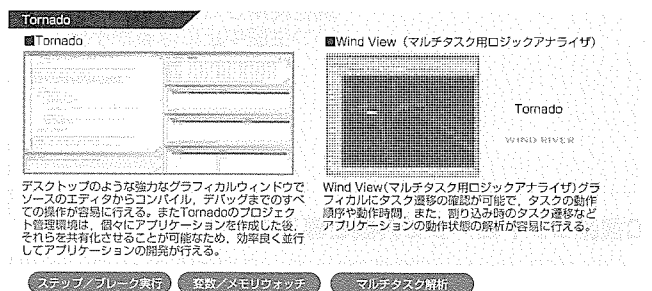 Tornado
■Tornado
■Wind View（マルチタスク用ロジックアナライザ）
Tornado
WIND RIVER
デスクトップのような強力なグラフィカルウィンドウで
ソースのエディタからコンパイル，デバッグまでのすべ
ての操作が容易に行える。またTornadoのプロジェク
ト管理環境は，個々にアプリケーションを作成した後，
それらを共有化させることが可能なため，効率良く並行
してアプリケーションの開発が行える。
Wind View(マルチタスク用ロジックアナライザ)グラ
フィカルにタスク遷移の確認が可能で，タスクの動作
順序や動作時間，また，割り込み時のタスク遷移など
アプリケーションの動作状態の解析が容易に行える。
ステップ／ブレーク実行
変数／メモリウォッチ
マルチタスク解析